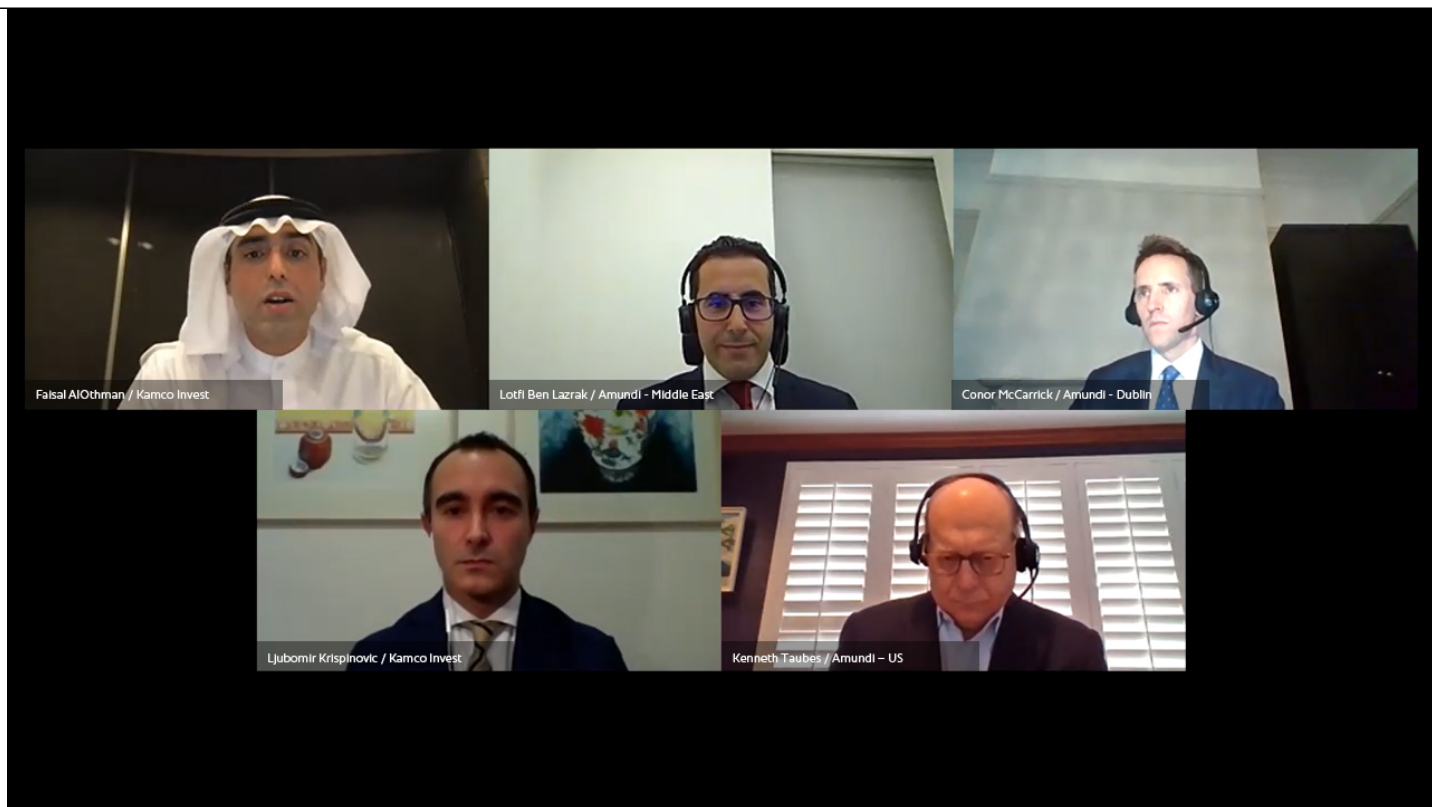 Faisal AlOthman / Kamco Invest
Lotfi Ben Lazrak / Amundi - Middle East
Conor McCarrick / Amundi - Dublin
Ljubomir Krispinovic / Kamco Invest
Kenneth Taubes / Amundi – US